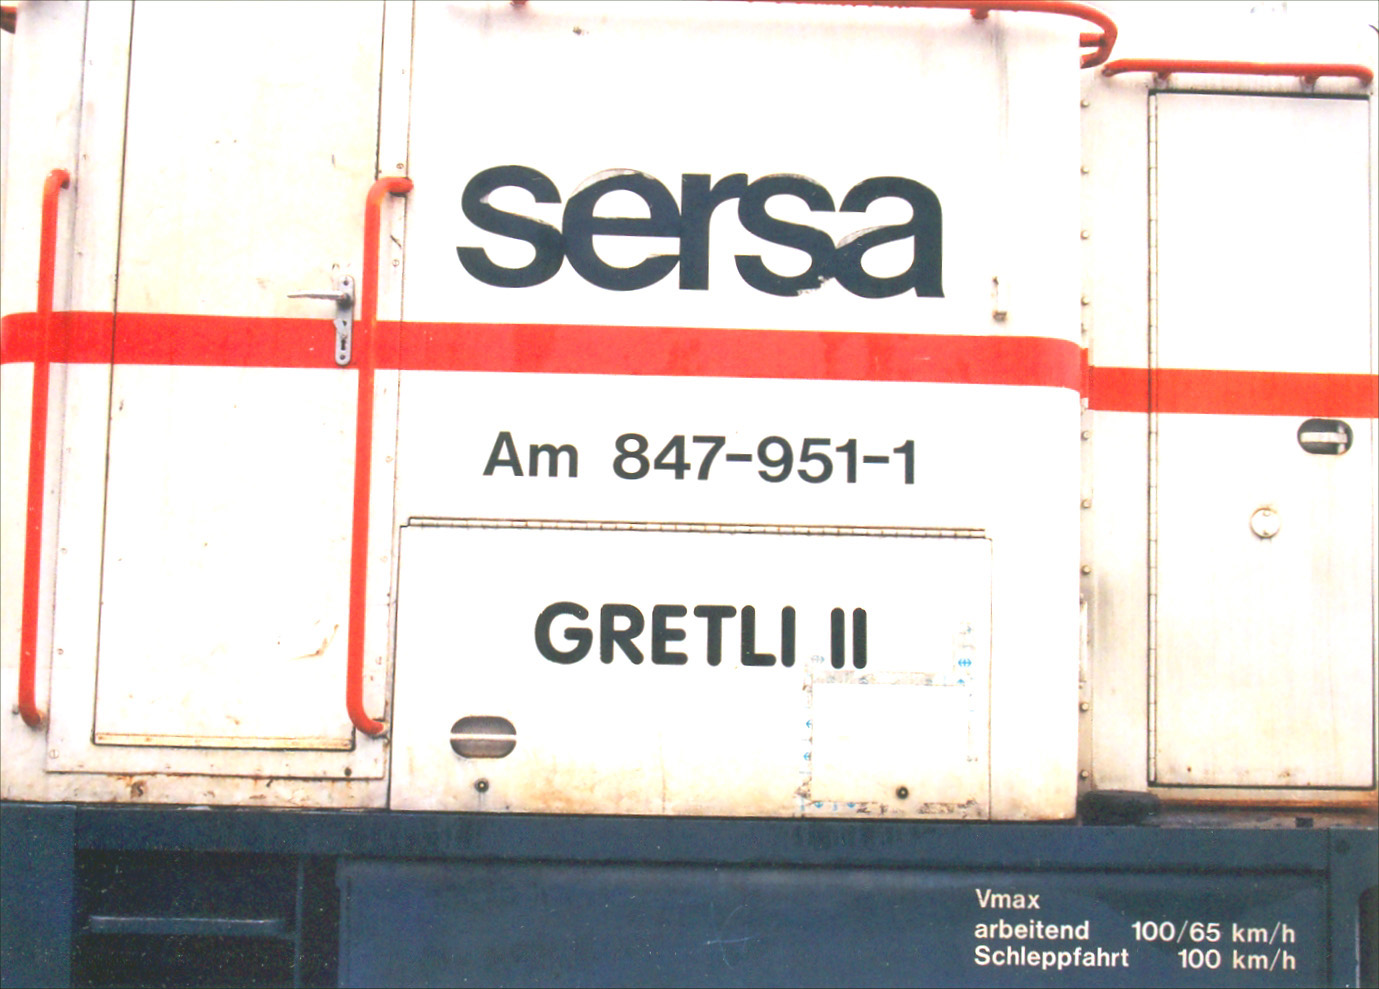 sersa
Am 847-951-1
GRETLI II
Vmax
arbeitend 100/65 km/h
Schleppfahrt 100 km/h